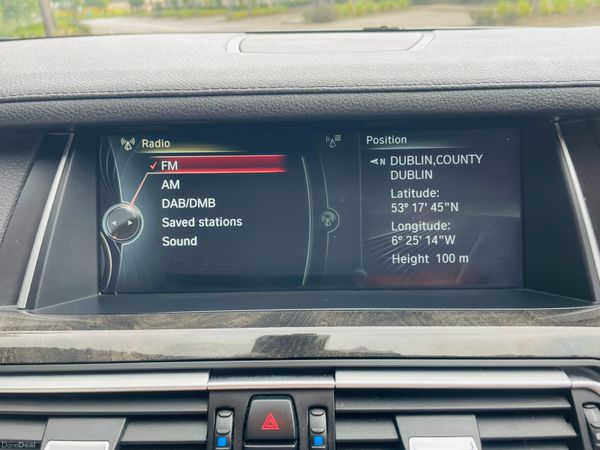 Radio
FM
AM
DAB/DMB
Saved stations
Sound
Position
N DUBLIN,COUNTY
DUBLIN
Latitude:
53° 17' 45"N
Longitude:
6° 25' 14"W
Height 100 m
DoneDeal